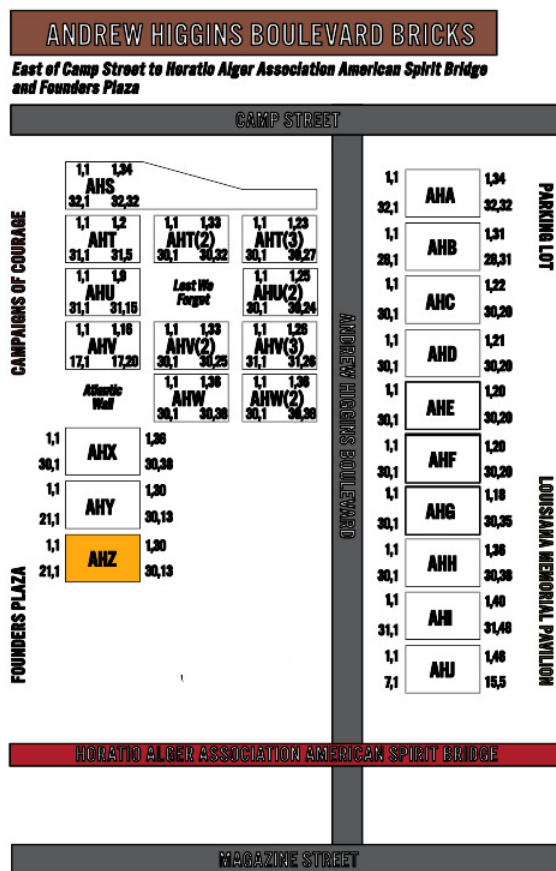 ANDREW HIGGINS BOULEVARD BRICKS
East of Camp Street to Horatio Alger Association American Spirit Bridge
and Founders Plaza
CAMP STREET
CAMPAIGNS OF COURAGE
FOUNDERS PLAZA
1,1 1,34
AHS
32,1 32,32
1,1 1,2
AHT
31,1 31,5
1,1 1,33
AHT(2)
30,1 30,32
1,1 1,23
AHT(3)
30,1 30,27
1,1 1,9
AHU
31,1 31,15
Lest We
Forget
1,1 1,25
AHU(2)
30,1 30,24
1,1 1,16
AHV
17,1 17,20
1,1 1,33
AHV(2)
30,1 30,25
1,1 1,26
AHV(3)
31,1 31,26
Atlantic
Wall
1,1 1,36
AHW
30,1 30,36
1,1 1,36
AHW(2)
30,1 36,36
1,1 1,36
AHX
30,1 30,38
1,1 1,30
AHY
21,1 30,13
1,1 1,30
AHZ
21,1 30,13
ANDREW HIGGINS BOULEVARD
1,1 1,34
AHA
32,1 32,32
1,1 1,31
AHB
28,1 28,31
1,1 1,22
AHC
30,1 30,20
1,1 1,21
AHD
30,1 30,20
1,1 1,20
AHE
30,1 30,20
1,1 1,20
AHF
30,1 30,20
1,1 1,18
AHG
30,1 30,35
1,1 1,36
AHH
30,1 30,38
1,1 1,40
AHI
31,1 31,48
1,1 1,48
AHJ
7,1 15,5
PARKING LOT
LOUISIANA MEMORIAL PAVILION
HORATIO ALGER ASSOCIATION AMERICAN SPIRIT BRIDGE
MAGAZINE STREET